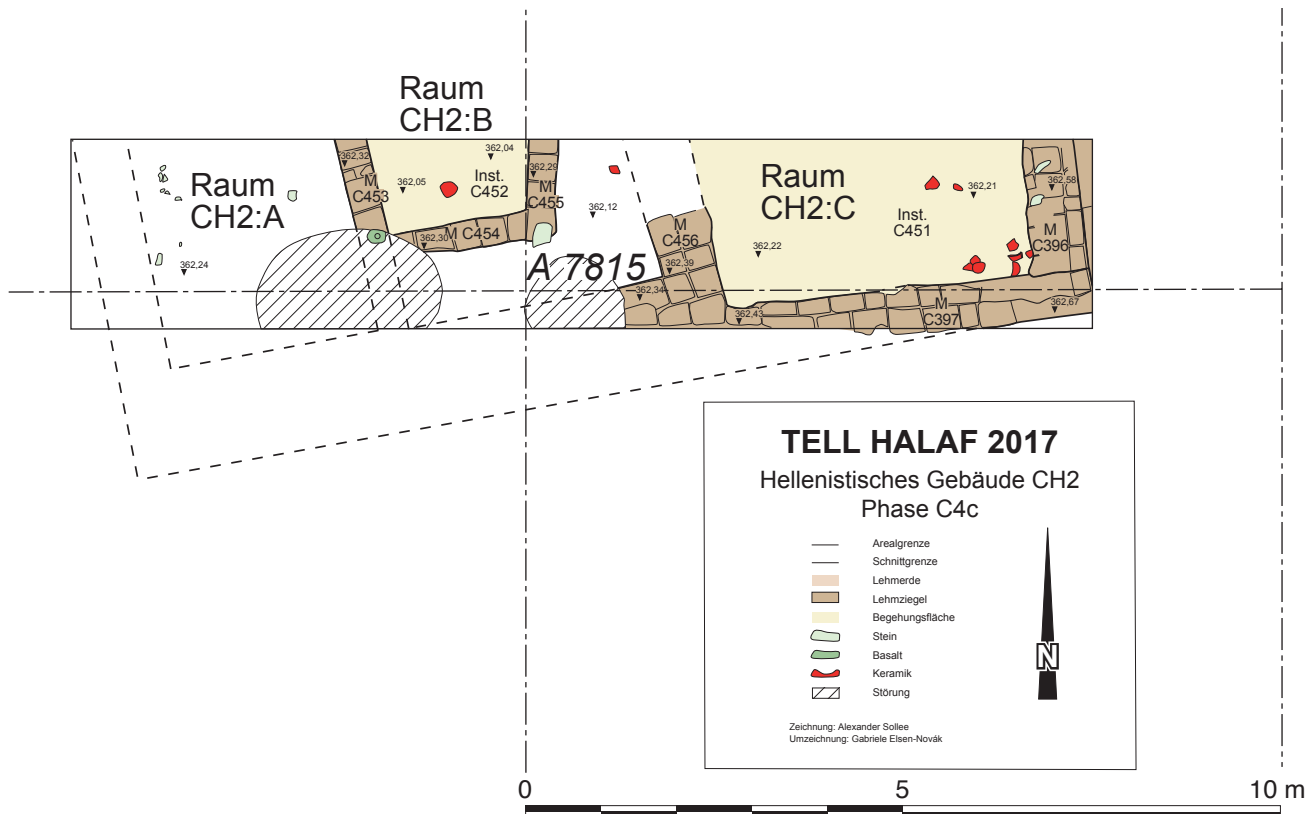 Raum
CH2:B
Raum
CH2:A
Raum
CH2:C
362,32
362,04
362,05
Inst.
C452
M
C453
362,29
M
C455
362,12
362,30
M C454
362,24
M
C456
362,39
362,34
A 7815
362,22
362,21
Inst.
C451
362,58
M
C396
362,43
M
C397
362,67
TELL HALAF 2017
Hellenistisches Gebäude CH2
Phase C4c
Arealgrenze
Schnittgrenze
Lehmerde
Lehmziegel
Begehungsfläche
Stein
Basalt
Keramik
Störung
N
Zeichnung: Alexander Sollee
Umzeichnung: Gabriele Elsen-Novák
0 5 10 m